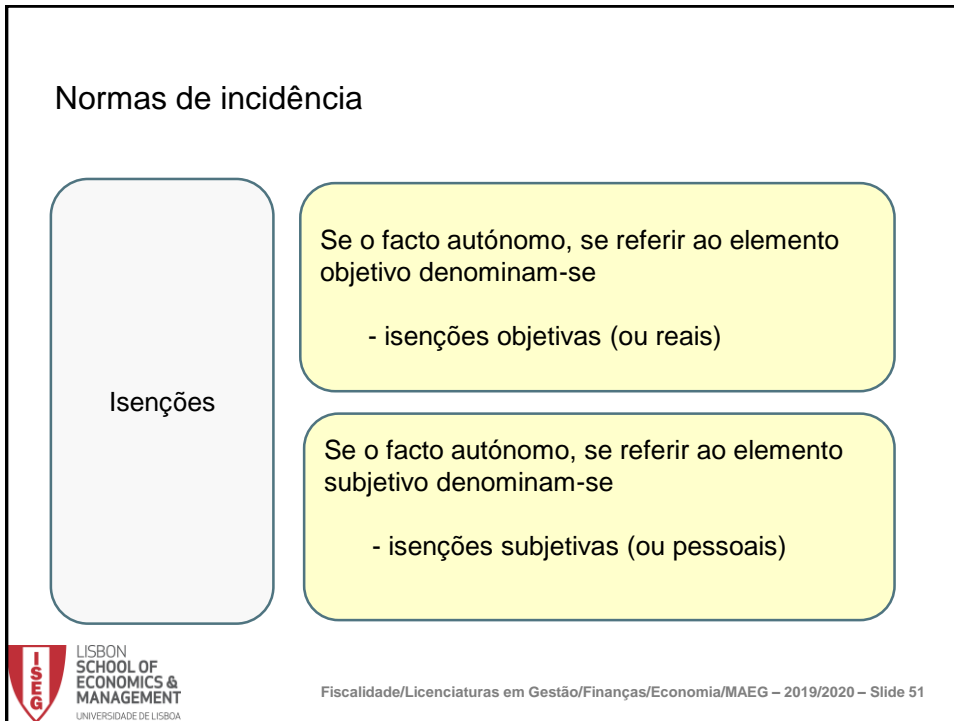 Normas de incidência
Isenções
Se o facto autónomo, se referir ao elemento
objetivo denominam-se
- isenções objetivas (ou reais)
Se o facto autónomo, se referir ao elemento
subjetivo denominam-se
- isenções subjetivas (ou pessoais)
ISEG
LISBON
SCHOOL OF
ECONOMICS &
MANAGEMENT
UNIVERSIDADE DE LISBOA
Fiscalidade/Licenciaturas em Gestão/Finanças/Economia/MAEG – 2019/2020 – Slide 51